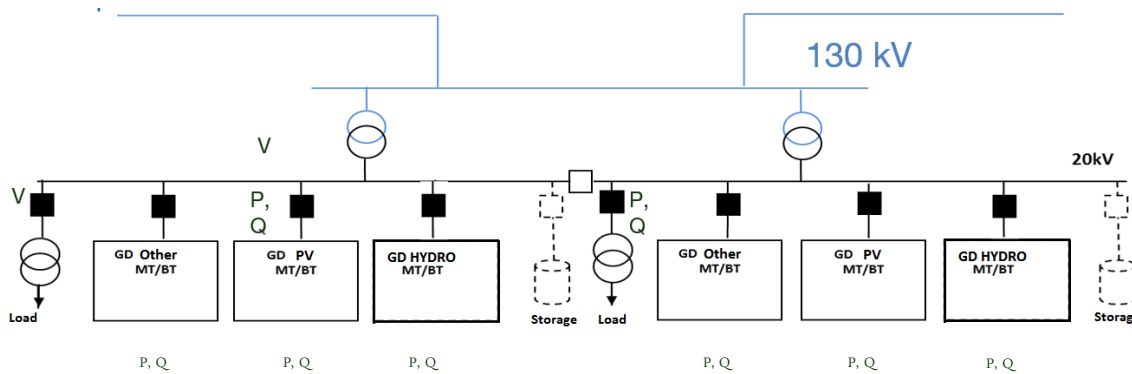 130 kV
V
20kV
V
P,
Q
P,
Q
GD Other
MT/BT
GD PV
MT/BT
GD HYDRO
MT/BT
GD Other
MT/BT
GD PV
MT/BT
GD HYDRO
MT/BT
Load
Storage
Load
Storag
P, Q
P, Q
P, Q
P, Q
P, Q
P, Q